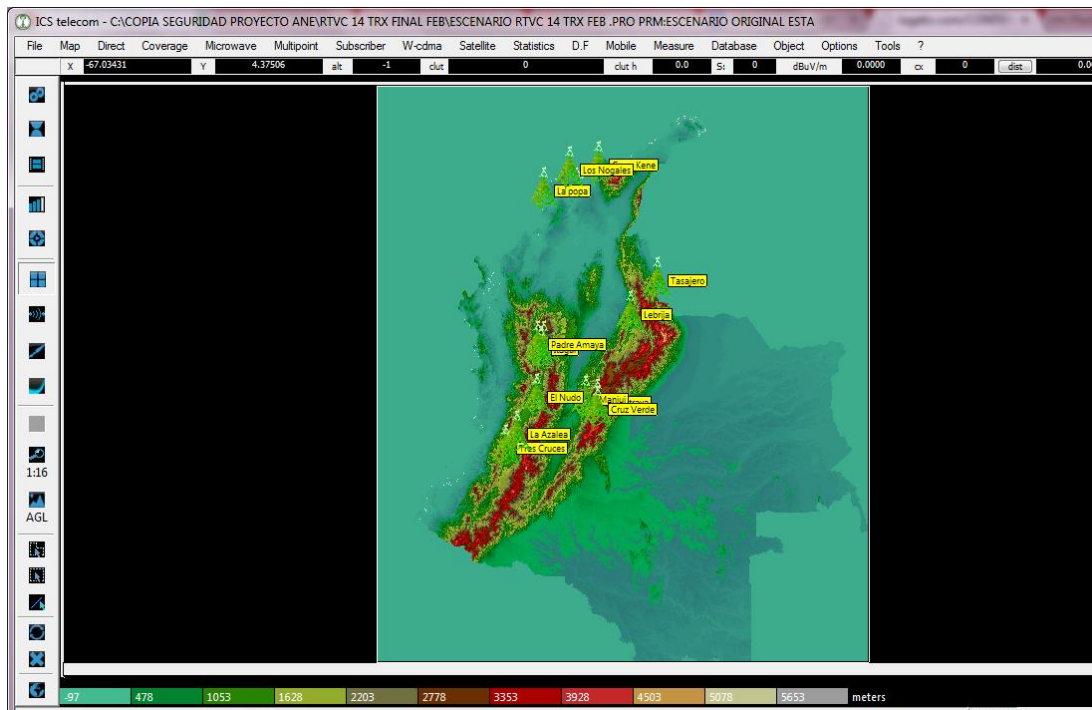 ICS telecom - C:\COPIA SEGURIDAD PROYECTO ANE\RTVC 14 TRX FINAL FEB\ESCENARIO RTVC 14 TRX FEB .PRO PRM:ESCENARIO ORIGINAL ESTA
File Map Direct Coverage Microwave Multipoint Subscriber W-cdma Satellite Statistics D.F Mobile Measure Database Object Options Tools ?
X -67.03431 Y 4.37506 alt -1 clut 0 clut h 0.0 S: 0 dBuV/m 0.0000 cx 0 dist 0.0
Kene
Los Nogales
La popa
Tasajero
Lebrija
Padre Amaya
El Nudo
Manjui
Cruz Verde
La Azalea
Tres Cruces
1:16
AGL
-97 478 1053 1628 2203 2778 3353 3928 4503 5078 5653 meters